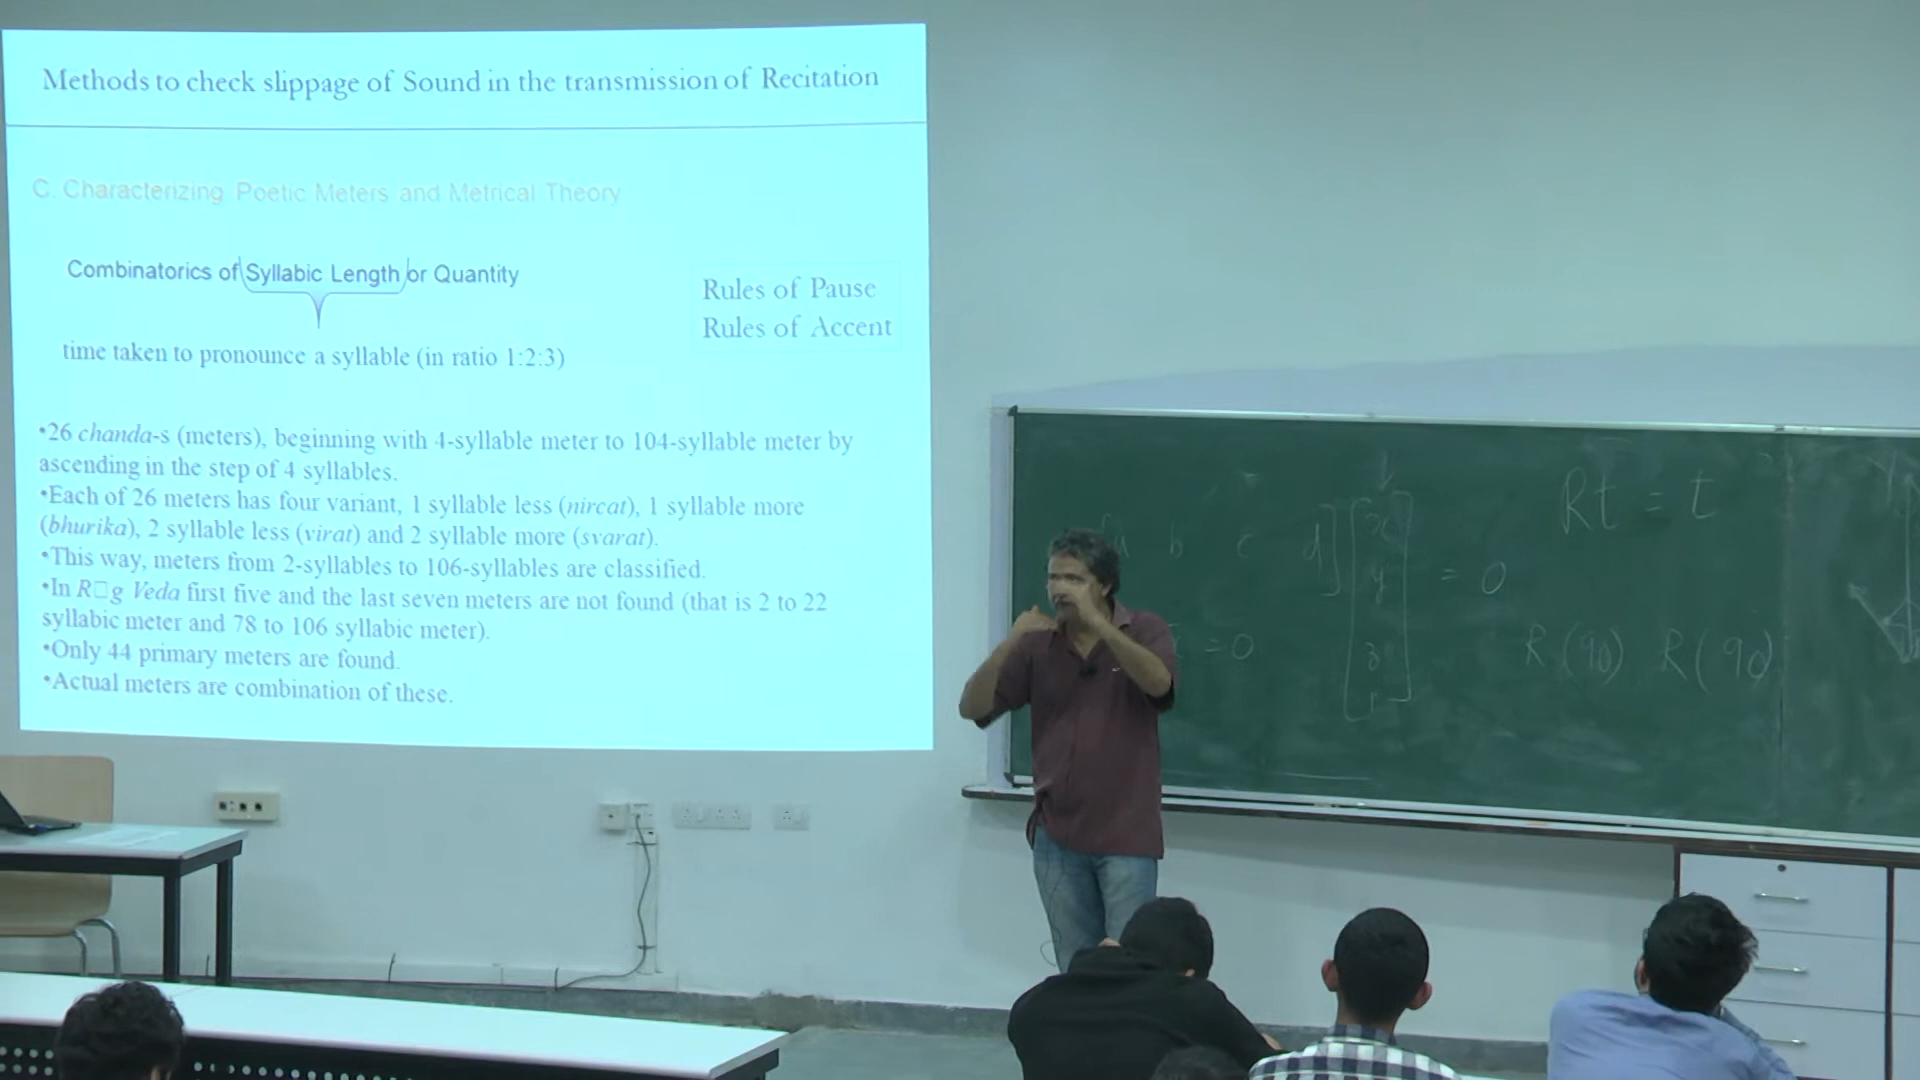 Methods to check slippage of Sound in the transmission of Recitation
C. Characterizing Poetic Meters and Metrical Theory
Combinatorics of Syllabic Length or Quantity
time taken to pronounce a syllable (in ratio 1:2:3)
Rules of Pause
Rules of Accent
•26 chanda-s (meters), beginning with 4-syllable meter to 104-syllable meter by
ascending in the step of 4 syllables.
•Each of 26 meters has four variant, 1 syllable less (nircat), 1 syllable more
(bhurika), 2 syllable less (virat) and 2 syllable more (svarat).
•This way, meters from 2-syllables to 106-syllables are classified.
•In R□g Veda first five and the last seven meters are not found (that is 2 to 22
syllabic meter and 78 to 106 syllabic meter).
•Only 44 primary meters are found.
•Actual meters are combination of these.
Rt = t
b c d
y
= 0
= 0
3
R (90) R (90)